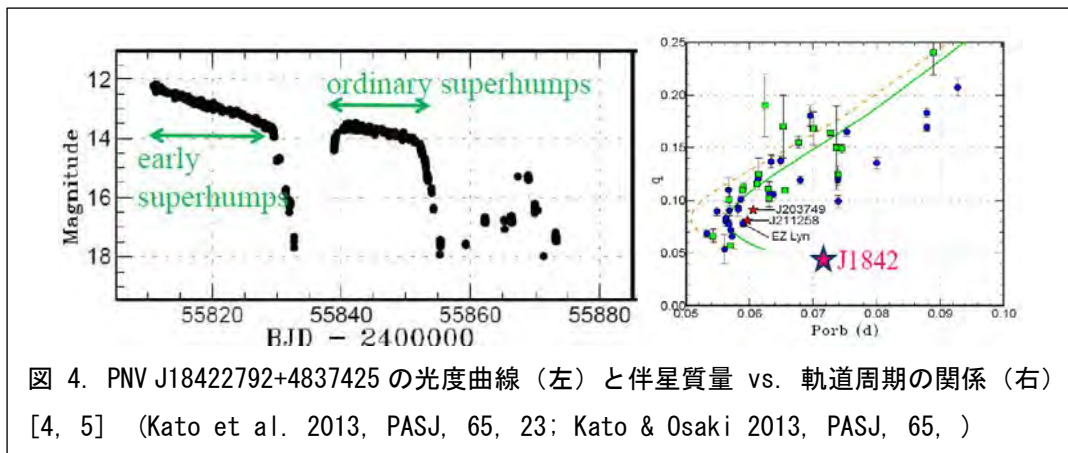 12
14
16
18
Magnitude
early
superhumps
ordinary superhumps
55820
55840
55860
55880
BJD - 2400000
0.25
0.20
0.15
0.10
0.05
0.00
q
J203749
J211258
EZ Lyn
J1842
0.05
0.06
0.07
0.08
0.09
0.10
Porb (d)
図 4. PNV J18422792+4837425 の光度曲線（左）と伴星質量 vs. 軌道周期の関係（右）
[4, 5] (Kato et al. 2013, PASJ, 65, 23; Kato & Osaki 2013, PASJ, 65, )